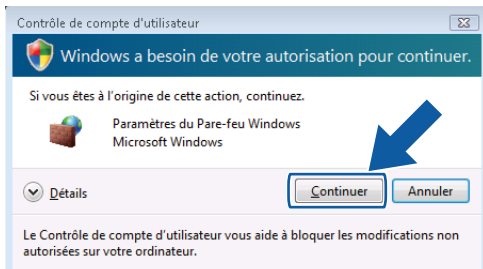 Contrôle de compte d'utilisateur
Windows a besoin de votre autorisation pour continuer.
Si vous êtes à l'origine de cette action, continuez.
Paramètres du Pare-feu Windows
Microsoft Windows
Détails
Continuer
Annuler
Le Contrôle de compte d'utilisateur vous aide à bloquer les modifications non
autorisées sur votre ordinateur.